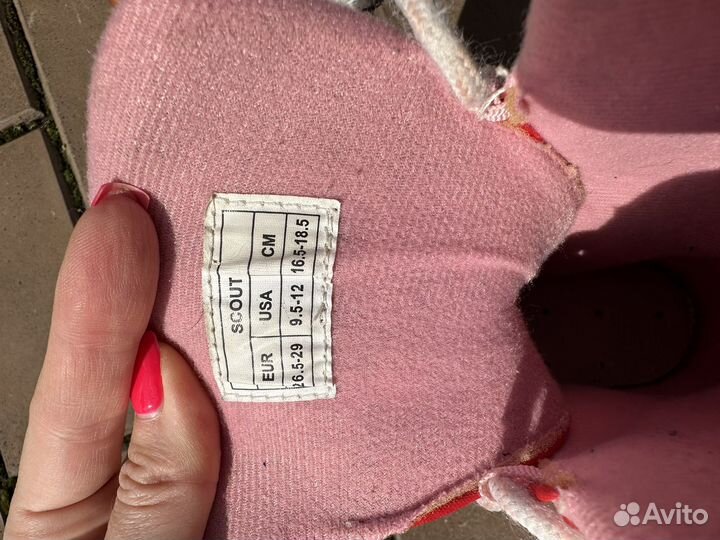 SCOUT
EUR USA CM
26.5-29 9.5-12 16.5-18.5
Avito